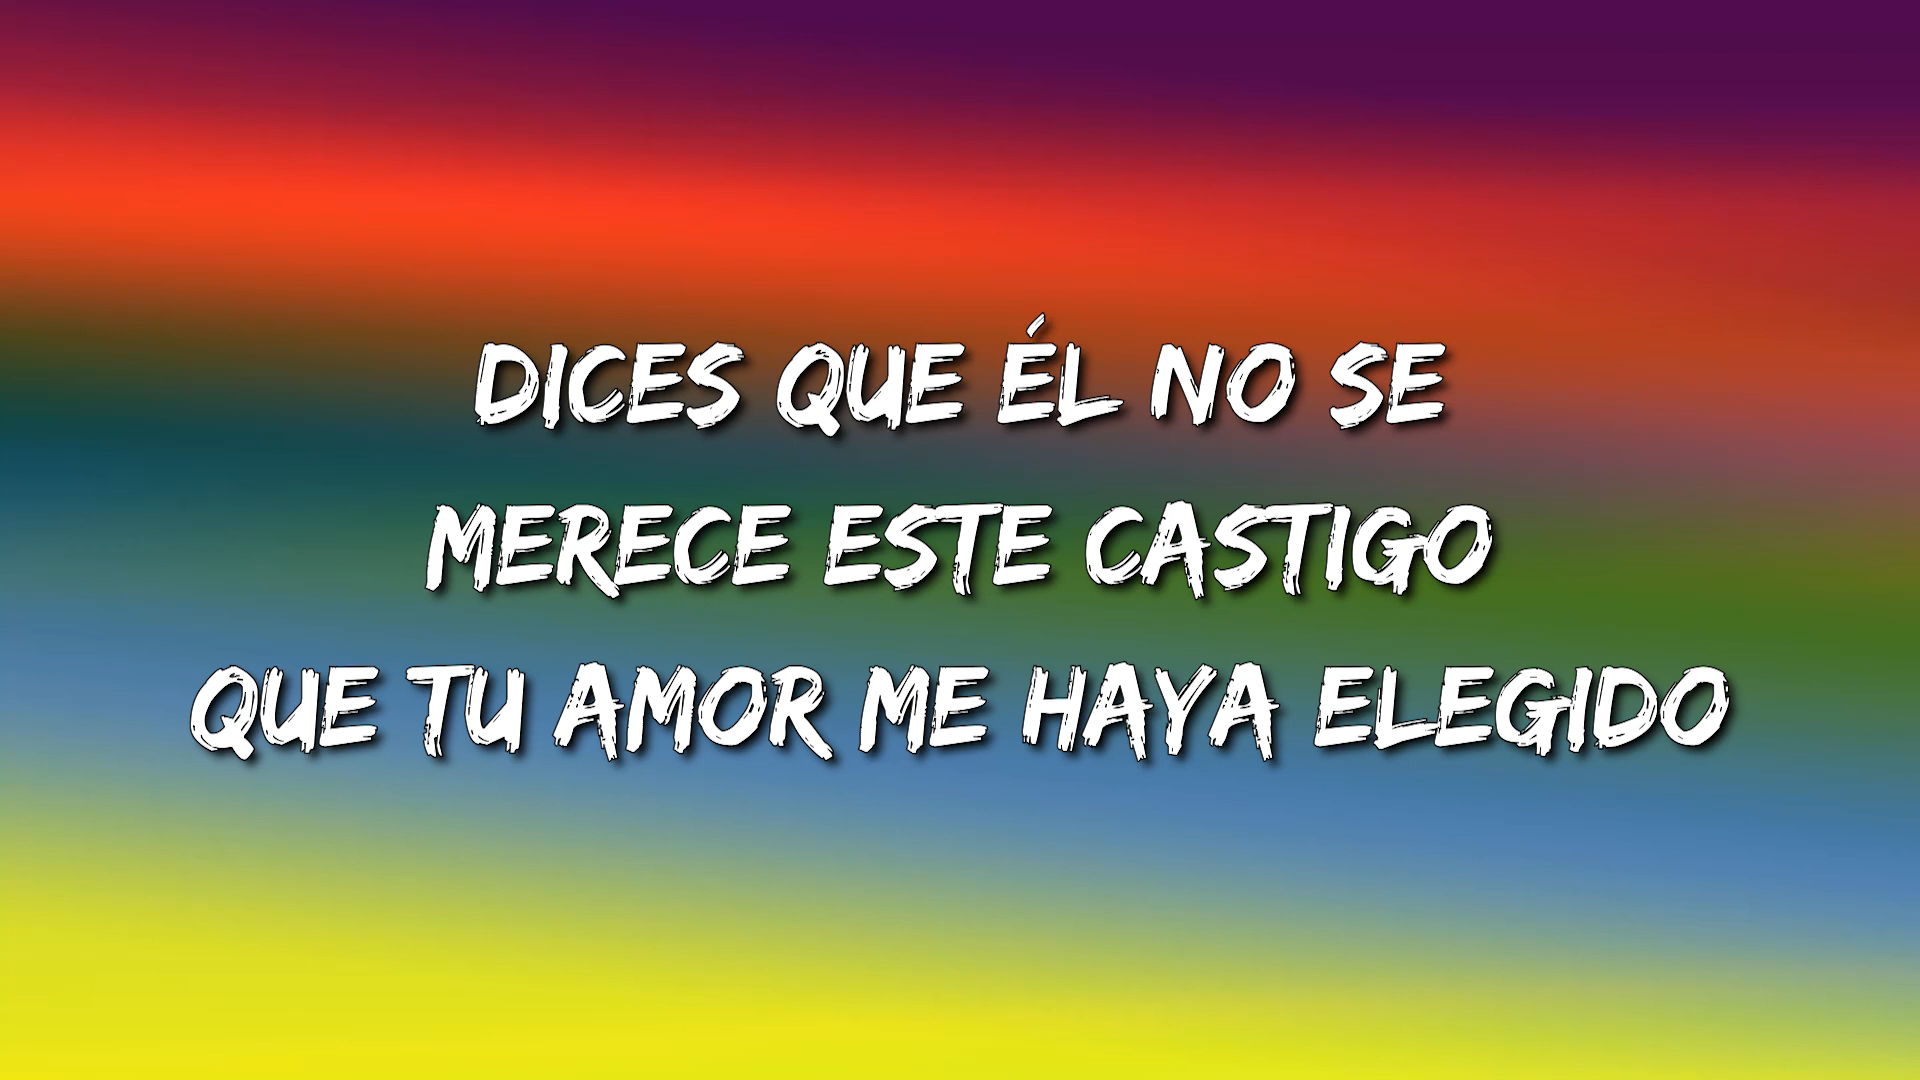 DICES QUE ÉL NO SE
MERECE ESTE CASTIGO
QUE TU AMOR ME HAYA ELEGIDO